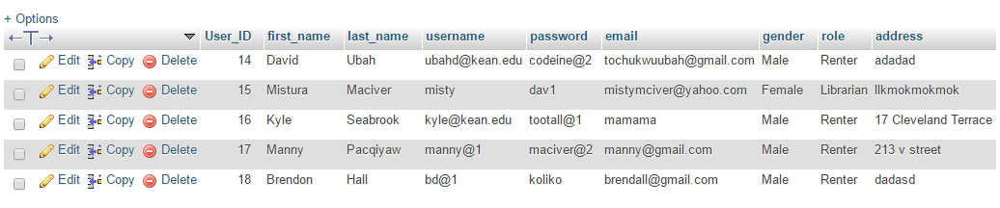 + Options
User_ID first_name last_name username password email gender role address
Edit Copy Delete 14 David Ubah ubahd@kean.edu codeine@2 tochukwuubah@gmail.com Male Renter adadad
Edit Copy Delete 15 Mistura Maciver misty dav1 mistymciver@yahoo.com Female Librarian llkmokmokmok
Edit Copy Delete 16 Kyle Seabrook kyle@kean.edu tootall@1 mamama Male Renter 17 Cleveland Terrace
Edit Copy Delete 17 Manny Pacqiyaw manny@1 maciver@2 manny@gmail.com Male Renter 213 v street
Edit Copy Delete 18 Brendon Hall bd@1 koliko brendall@gmail.com Male Renter dadasd